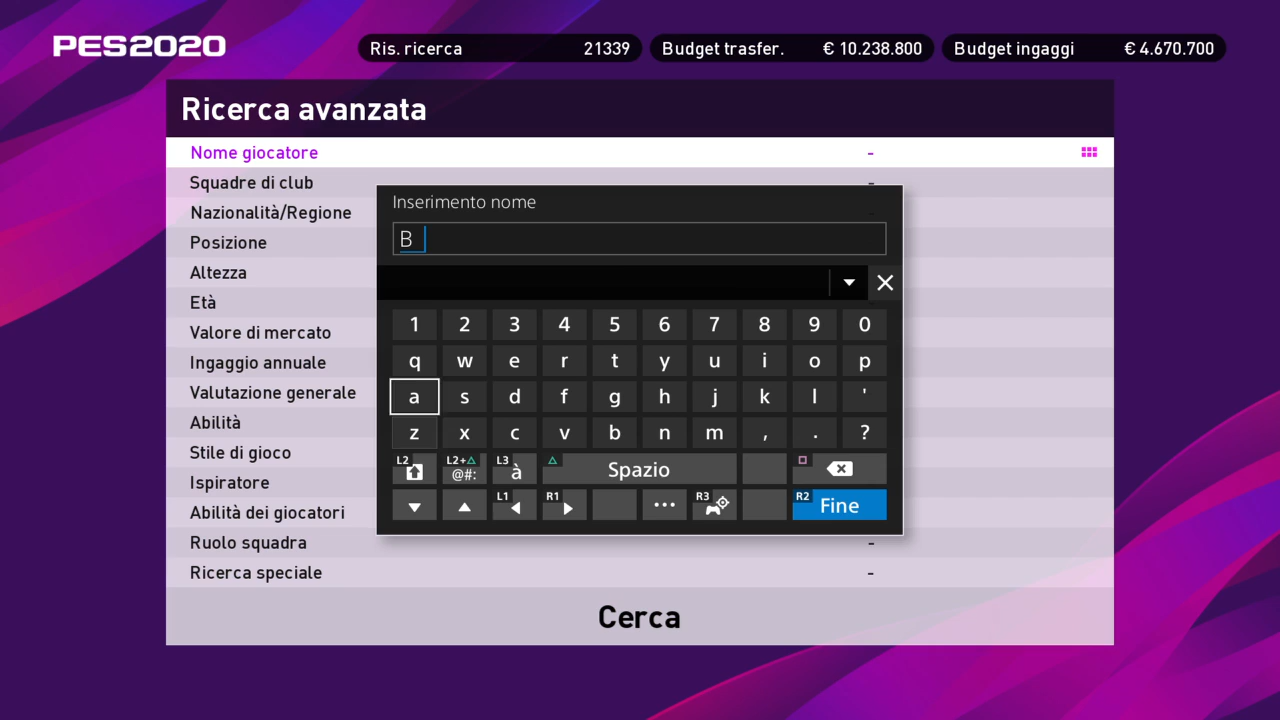 PES2020
Ris. ricerca 21339 Budget trasfer. € 10.238.800 Budget ingaggi € 4.670.700
Ricerca avanzata
Nome giocatore -
Squadre di club -
Nazionalità/Regione -
Posizione
Altezza
Età
Valore di mercato
Ingaggio annuale
Valutazione generale
Abilità
Stile di gioco
Ispiratore
Abilità dei giocatori
Ruolo squadra -
Ricerca speciale -
Cerca
Inserimento nome
B
1 2 3 4 5 6 7 8 9 0
q w e r t y u i o p
a s d f g h j k l '
z x c v b n m , . ?
L2 L2+△ @#: L3 à △ Spazio □
L1 R1 ... R3 R2 Fine